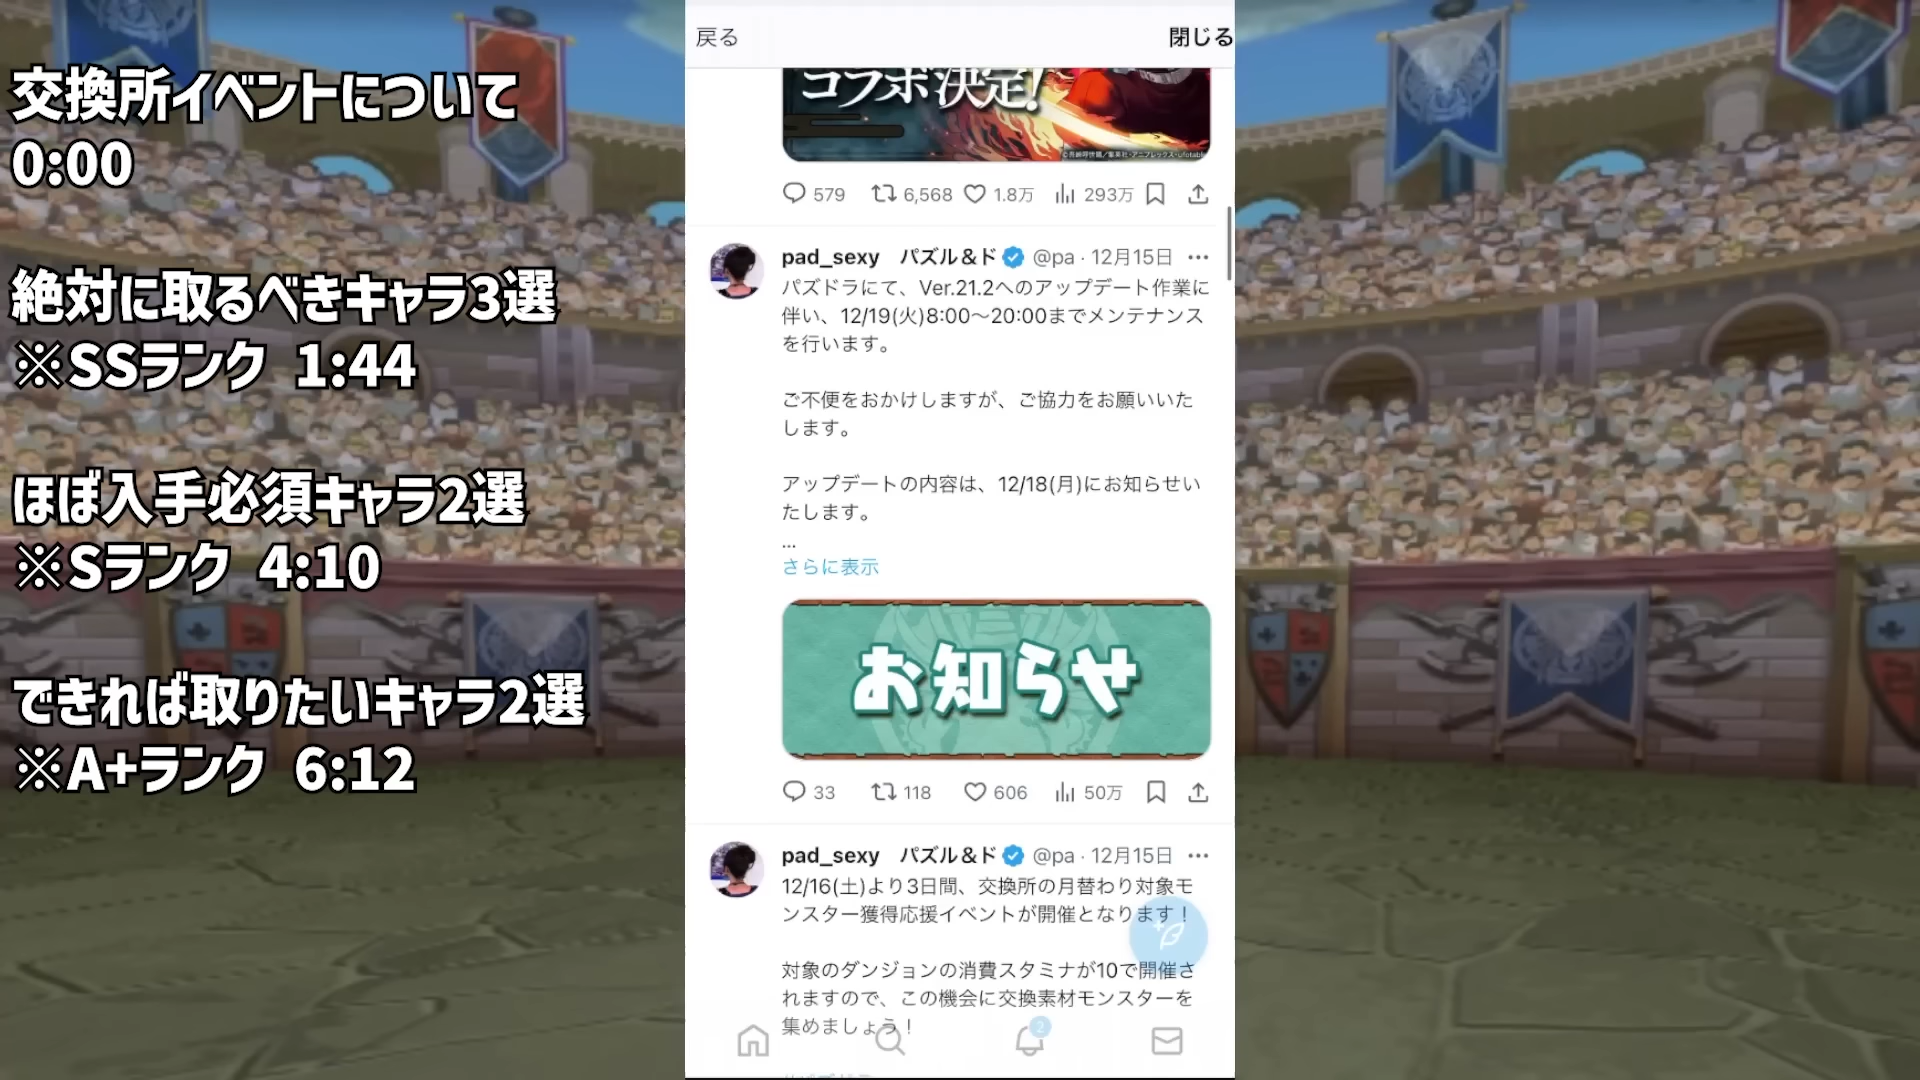 交換所イベントについて
0:00
絶対に取るべきキャラ3選
※SSランク 1:44
ほぼ入手必須キャラ2選
※Sランク 4:10
できれば取りたいキャラ2選
※A+ランク 6:12
戻る
閉じる
コラボ決定!
579 6,568 1.8万 293万
pad_sexy パズル&ド @pa · 12月15日 ···
パズドラにて、Ver.21.2へのアップデート作業に
伴い、12/19(火)8:00〜20:00までメンテナンス
を行います。
ご不便をおかけしますが、ご協力をお願いいた
します。
アップデートの内容は、12/18(月)にお知らせい
たします。
...
さらに表示
お知らせ
33 118 606 50万
pad_sexy パズル&ド @pa · 12月15日 ···
12/16(土)より3日間、交換所の月替わり対象モ
ンスター獲得応援イベントが開催となります！
対象のダンジョンの消費スタミナが10で開催さ
れますので、この機会に交換素材モンスターを
集めましょう！
2